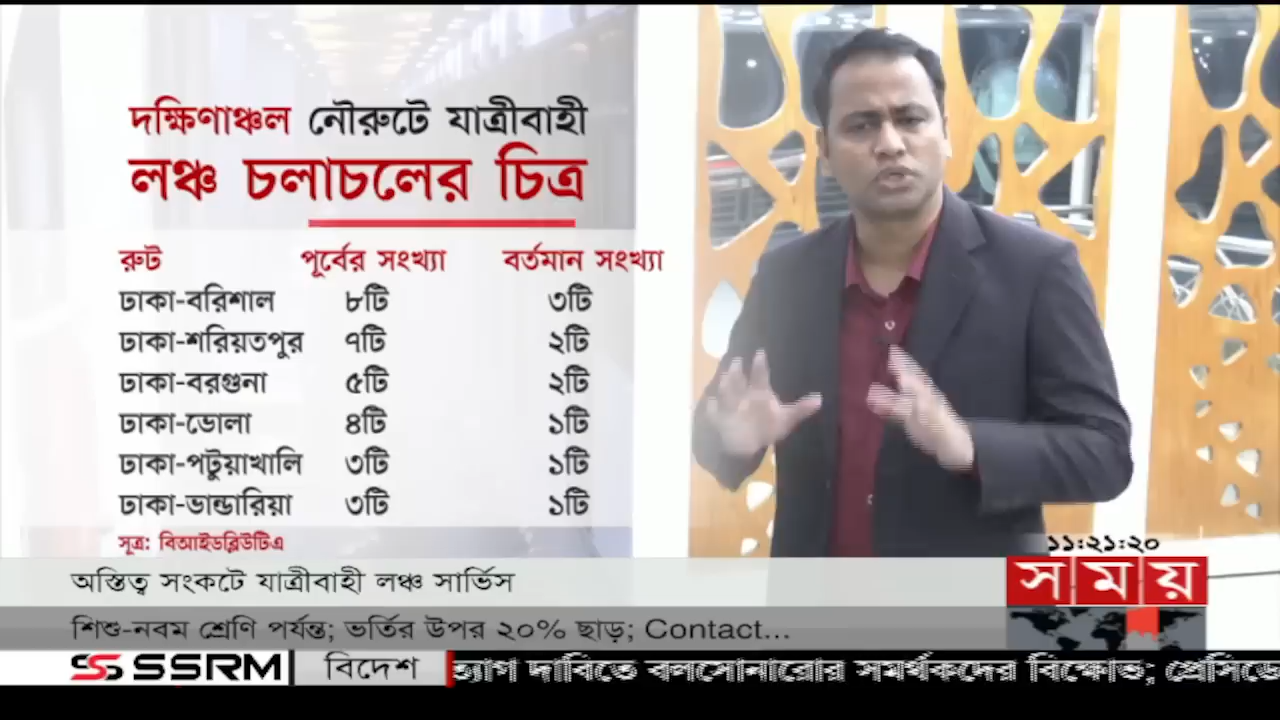 দক্ষিণাঞ্চল নৌরুটে যাত্রীবাহী
লঞ্চ চলাচলের চিত্র
রুট পূর্বের সংখ্যা বর্তমান সংখ্যা
ঢাকা-বরিশাল ৮টি ৩টি
ঢাকা-শরিয়তপুর ৭টি ২টি
ঢাকা-বরগুনা ৫টি ২টি
ঢাকা-ভোলা ৪টি ১টি
ঢাকা-পটুয়াখালি ৩টি ১টি
ঢাকা-ভান্ডারিয়া ৩টি ১টি
সূত্র: বিআইডব্লিউটিএ
১১:২১:২০
সময়
অস্তিত্ব সংকটে যাত্রীবাহী লঞ্চ সার্ভিস
শিশু-নবম শ্রেণি পর্যন্ত; ভর্তির উপর ২০% ছাড়; Contact...
SSRM বিদেশ ত্যাগ দাবিতে বলসোনারোর সমর্থকদের বিক্ষোভ;